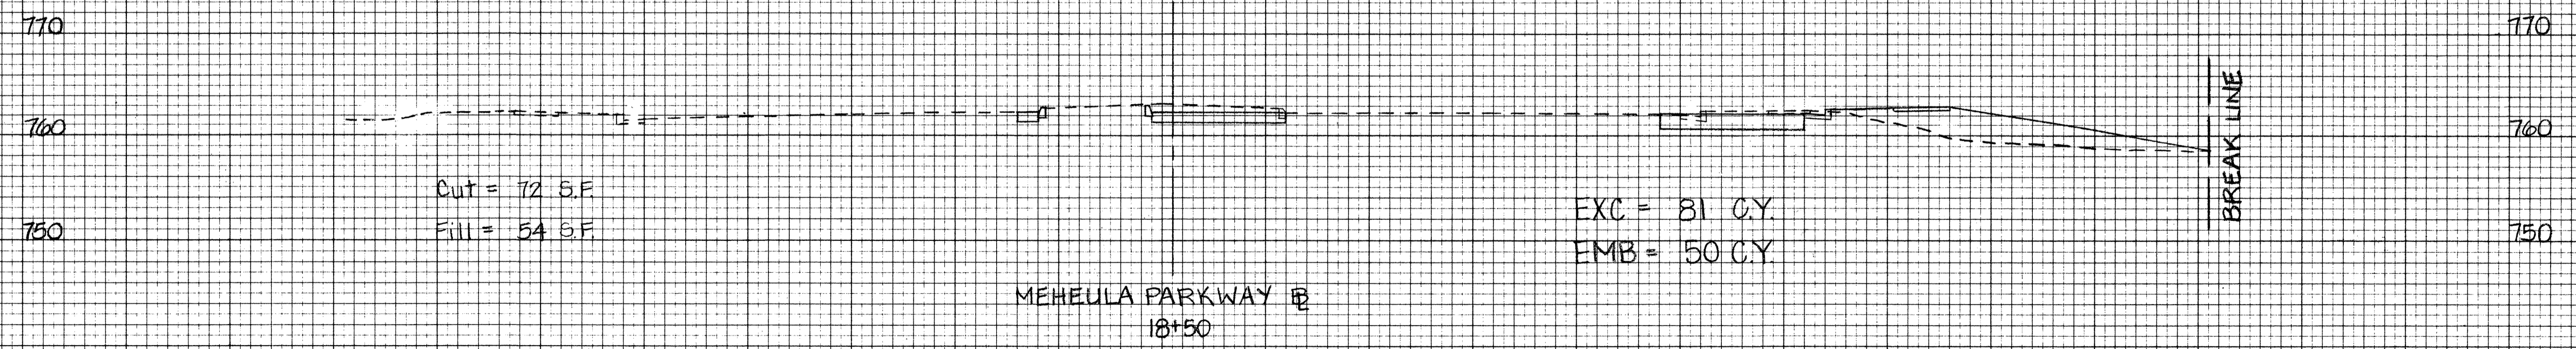 770 770
760 760
BREAK LINE
Cut = 72 S.F.
Fill = 54 S.F.
EXC = 81 C.Y.
EMB = 50 C.Y.
750 750
MEHEULA PARKWAY BL
18+50